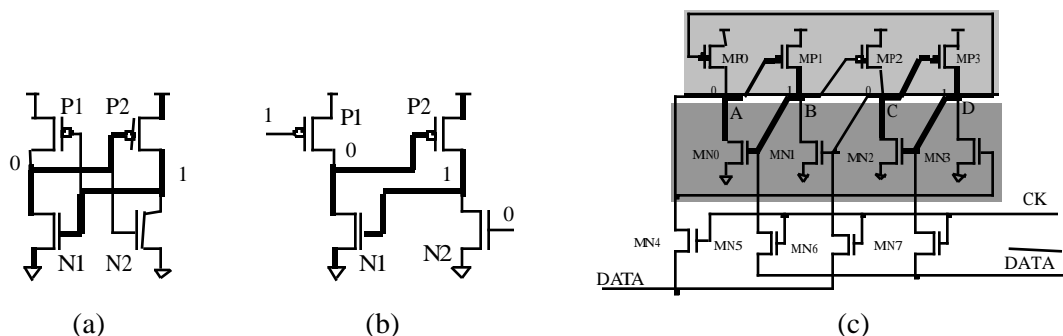 P1 P2
0
1
N1 N2
(a)
1
P1
P2
0
1
0
N1
N2
(b)
MP0 MP1 MP2 MP3
0 1 0 1
A B C D
MN0 MN1 MN2 MN3
CK
MN4 MN5 MN6 MN7
DATA
DATA
(c)